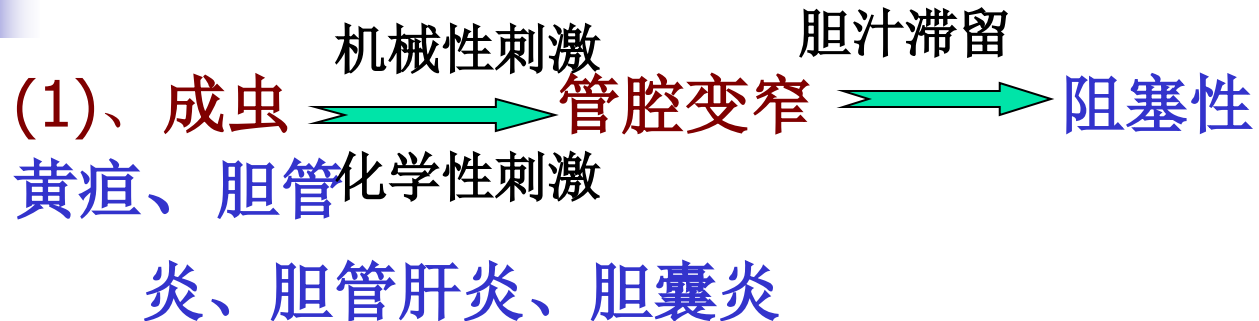 机械性刺激
胆汁滞留
(1)、成虫 管腔变窄 阻塞性
化学性刺激
黄疸、胆管
炎、胆管肝炎、胆囊炎